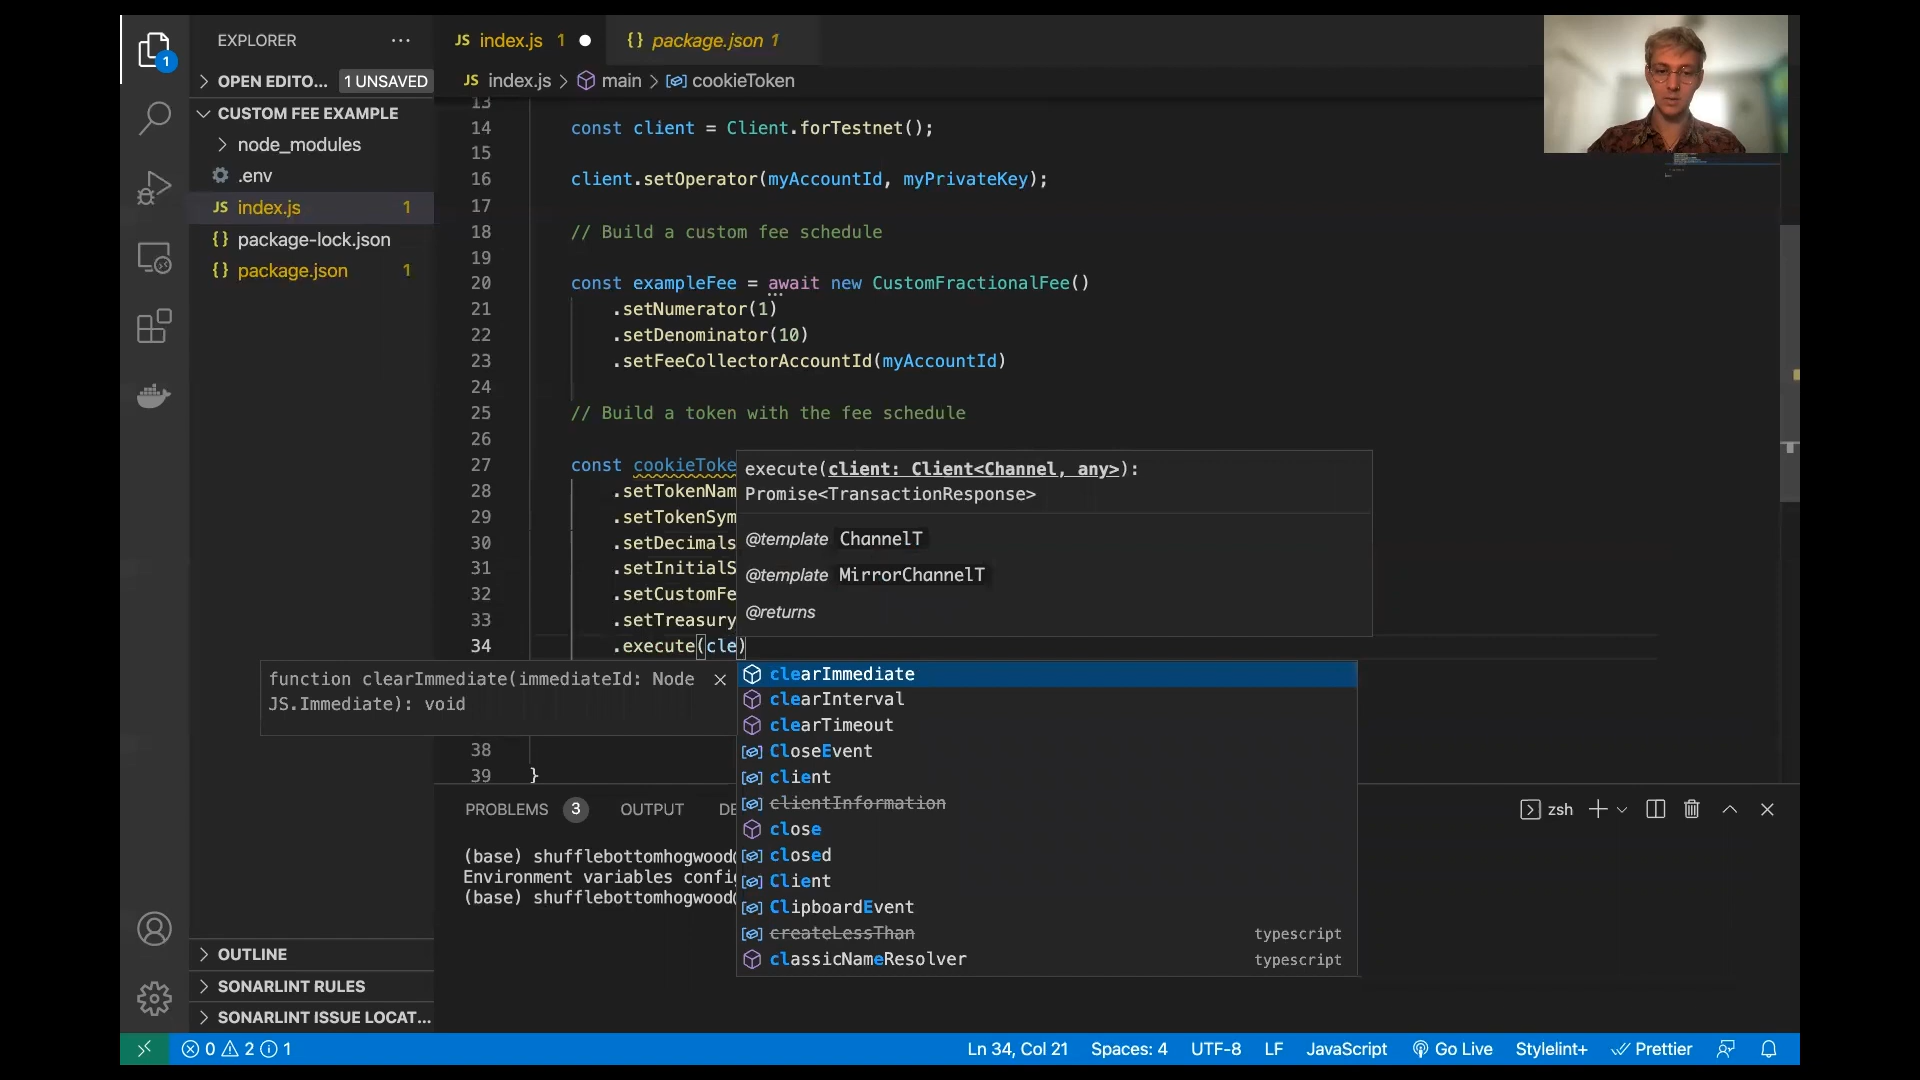 EXPLORER
OPEN EDITO... 1 UNSAVED
CUSTOM FEE EXAMPLE
node_modules
.env
JS index.js 1
{} package-lock.json
{} package.json 1
OUTLINE
SONARLINT RULES
SONARLINT ISSUE LOCAT...
1
JS index.js 1
{} package.json 1
JS index.js > main > cookieToken
13
14 const client = Client.forTestnet();
15
16 client.setOperator(myAccountId, myPrivateKey);
17
18 // Build a custom fee schedule
19
20 const exampleFee = await new CustomFractionalFee()
21 .setNumerator(1)
22 .setDenominator(10)
23 .setFeeCollectorAccountId(myAccountId)
24
25 // Build a token with the fee schedule
26
27 const cookieToke
28 .setTokenNam
29 .setTokenSym
30 .setDecimals
31 .setInitialS
32 .setCustomFe
33 .setTreasury
34 .execute(cle)
38
39 }
execute(client: Client<Channel, any>):
Promise<TransactionResponse>
@template ChannelT
@template MirrorChannelT
@returns
function clearImmediate(immediateId: Node
JS.Immediate): void
clearImmediate
clearInterval
clearTimeout
CloseEvent
client
clientInformation
close
closed
Client
ClipboardEvent
createLessThan typescript
classicNameResolver typescript
PROBLEMS 3 OUTPUT DE
zsh
(base) shufflebottomhogwood@
Environment variables config
(base) shufflebottomhogwood@
0 2 1
Ln 34, Col 21 Spaces: 4 UTF-8 LF JavaScript Go Live Stylelint+ Prettier